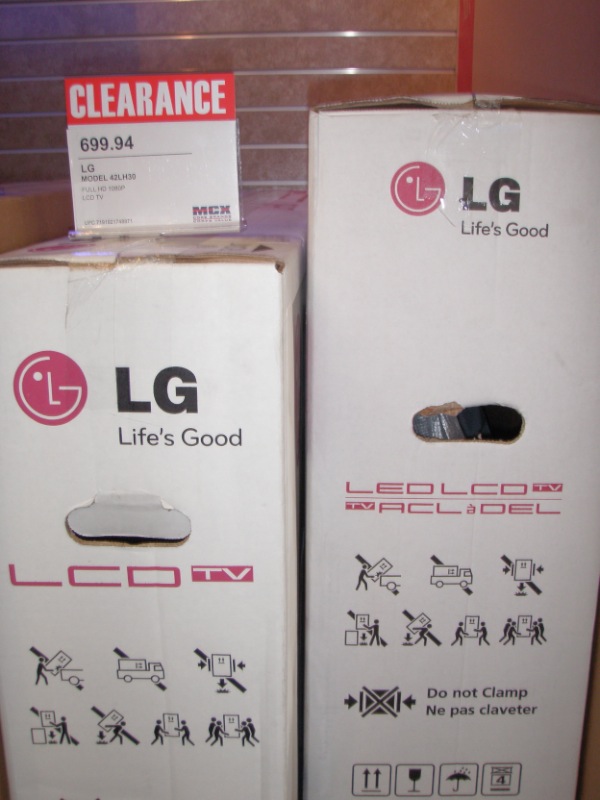 CLEARANCE
699.94
LG
MODEL 42LH30
FULL HD 1080P
LCD TV
MCX
LG
Life's Good
LCD TV
LG
Life's Good
LED LCD TV
TV ACL à DEL
Do not Clamp
Ne pas claveter
4